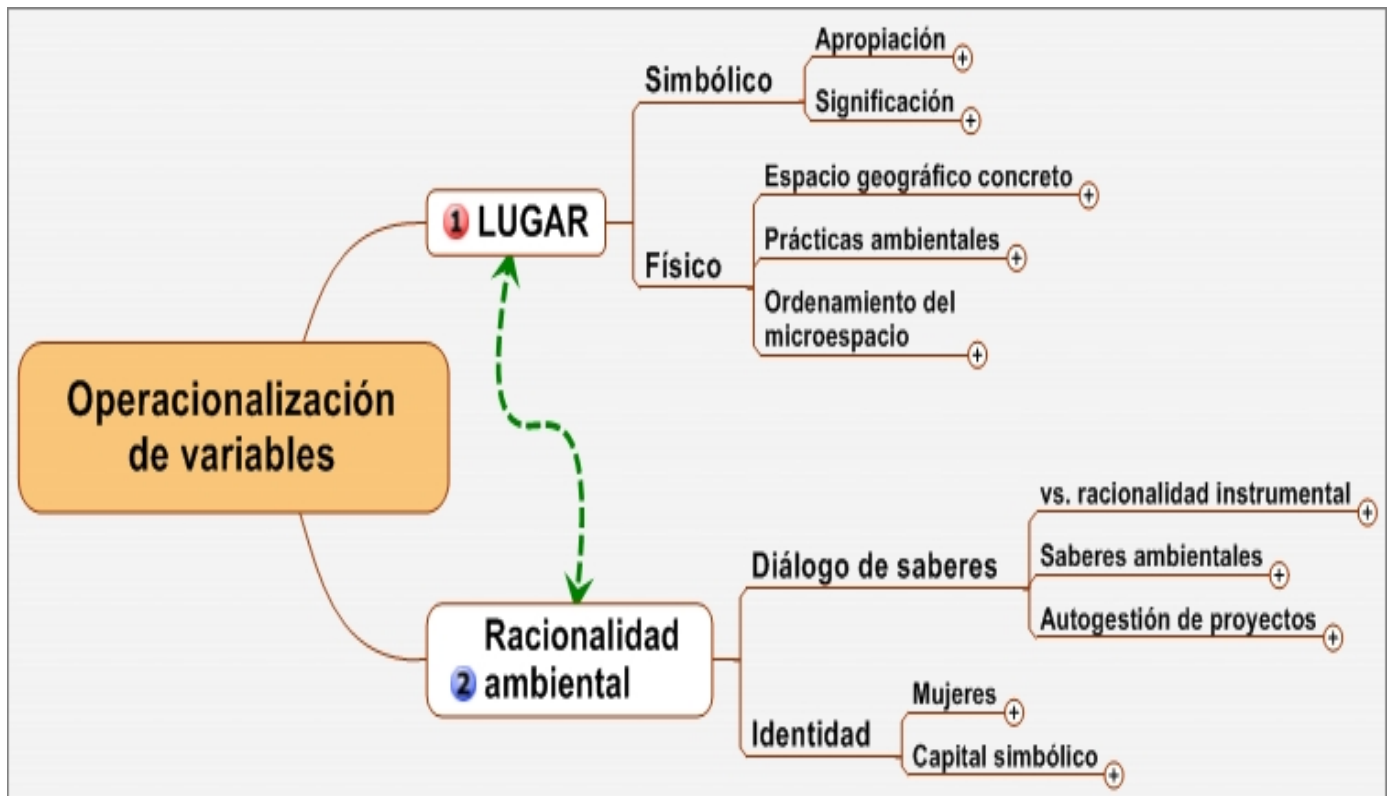 Operacionalización
de variables
1 LUGAR
Simbólico
Apropiación
Significación
Físico
Espacio geográfico concreto
Prácticas ambientales
Ordenamiento del
microespacio
Racionalidad
2 ambiental
Diálogo de saberes
vs. racionalidad instrumental
Saberes ambientales
Autogestión de proyectos
Identidad
Mujeres
Capital simbólico